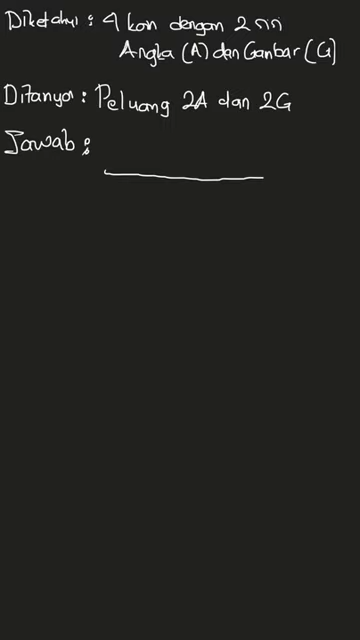 Diketahui : 4 koin dengan 2 sisi
Angka (A) dan Gambar (G)
Ditanya : Peluang 2A dan 2G
Jawab :